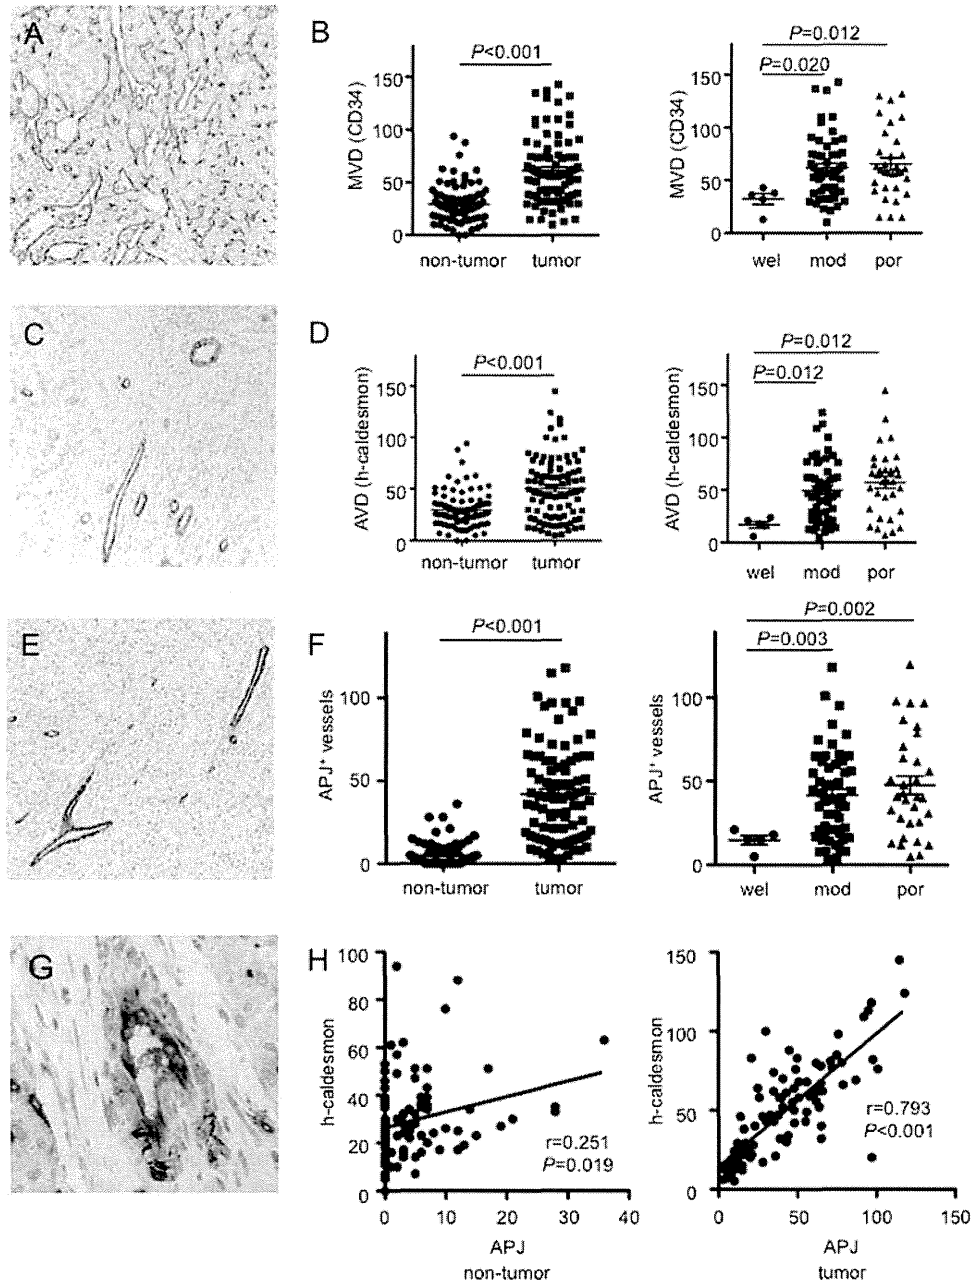 A
B
P<0.001
MVD (CD34)
150
100
50
0
non-tumor tumor
P=0.012
P=0.020
MVD (CD34)
150
100
50
0
wel mod por
C
D
P<0.001
AVD (h-caldesmon)
150
100
50
0
non-tumor tumor
P=0.012
P=0.012
AVD (h-caldesmon)
150
100
50
0
wel mod por
E
F
P<0.001
APJ⁺ vessels
100
50
0
non-tumor tumor
P=0.002
P=0.003
APJ⁺ vessels
100
50
0
wel mod por
G
H
h-caldesmon
100
80
60
40
20
0
r=0.251
P=0.019
0 10 20 30 40
APJ
non-tumor
h-caldesmon
150
100
50
0
r=0.793
P<0.001
0 50 100 150
APJ
tumor